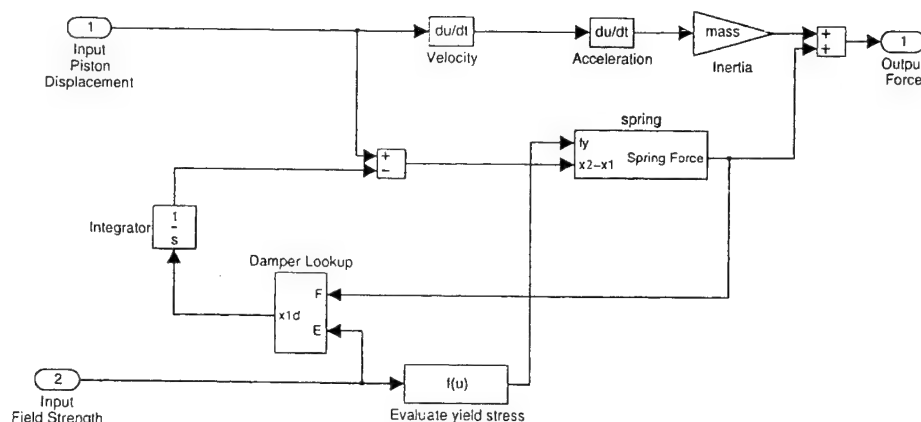 1
Input
Piston
Displacement
du/dt
Velocity
du/dt
Acceleration
mass
Inertia
+
+
1
Output
Force
spring
fy
x2-x1
Spring Force
+
-
Integrator
1
s
Damper Lookup
F
x1d
E
2
Input
Field Strength
f(u)
Evaluate yield stress